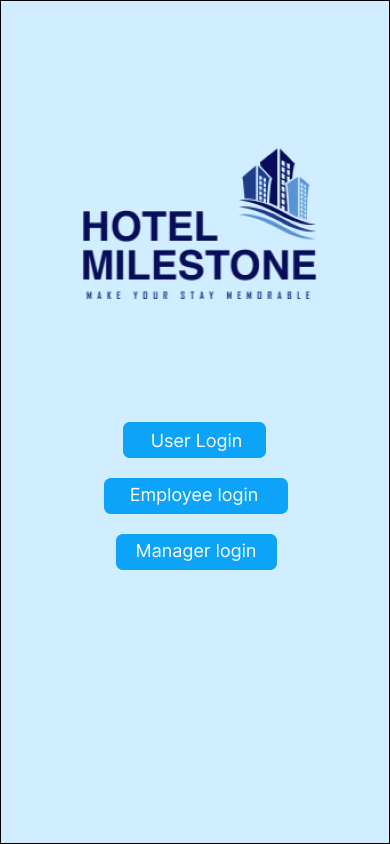 HOTEL
MILESTONE
MAKE YOUR STAY MEMORABLE
User Login
Employee login
Manager login